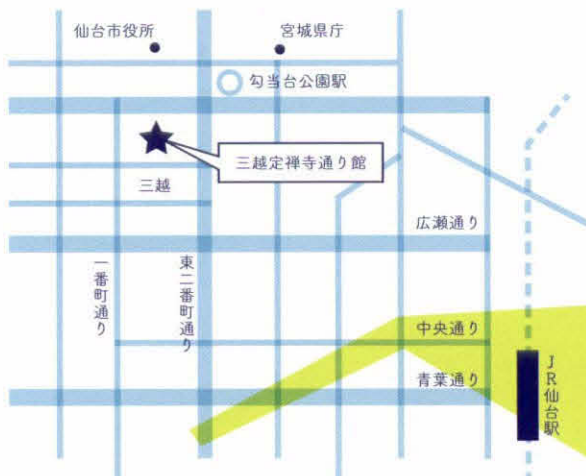 仙台市役所
宮城県庁
勾当台公園駅
三越定禅寺通り館
三越
広瀬通り
一番町通り
東二番町通り
中央通り
青葉通り
JR仙台駅